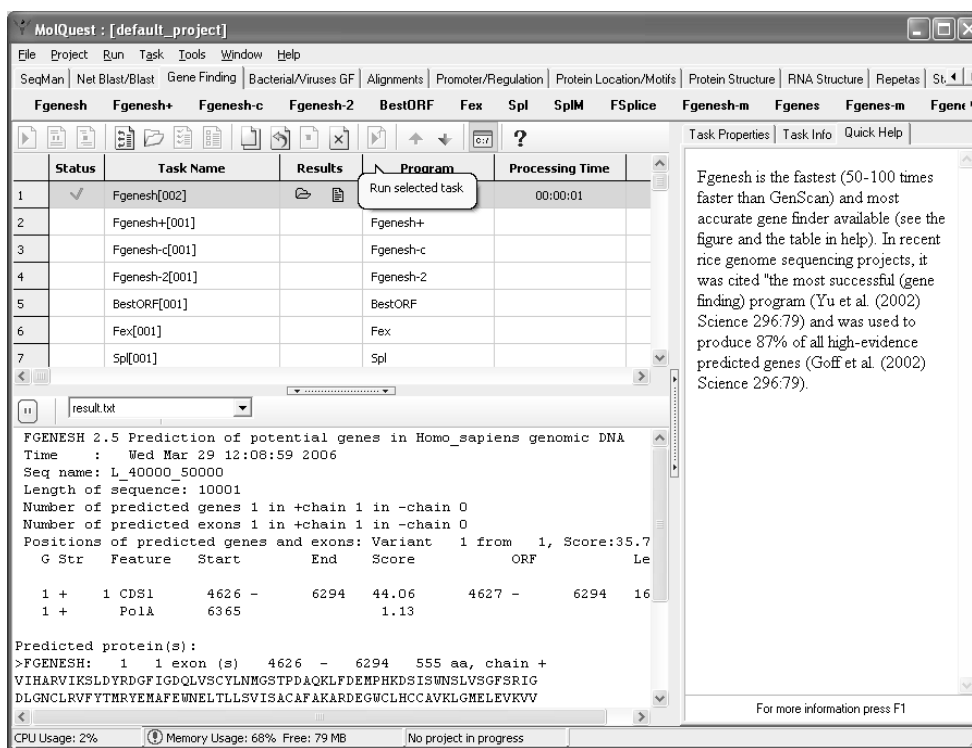 MolQuest : [default_project]
File Project Run Task Tools Window Help
SeqMan Net Blast/Blast Gene Finding Bacterial/Viruses GF Alignments Promoter/Regulation Protein Location/Motifs Protein Structure RNA Structure Repetas St.
Fgenesh Fgenesh+ Fgenesh-c Fgenesh-2 BestORF Fex Spl SplM FSplice Fgenesh-m Fgenes Fgenes-m Fgene
C:/ ?
Status Task Name Results Program Processing Time
1 Fgenesh[002] 00:00:01
Run selected task
2 Fgenesh+[001] Fgenesh+
3 Fgenesh-c[001] Fgenesh-c
4 Fgenesh-2[001] Fgenesh-2
5 BestORF[001] BestORF
6 Fex[001] Fex
7 Spl[001] Spl
result.txt
FGENESH 2.5 Prediction of potential genes in Homo_sapiens genomic DNA
Time : Wed Mar 29 12:08:59 2006
Seq name: L_40000_50000
Length of sequence: 10001
Number of predicted genes 1 in +chain 1 in -chain 0
Number of predicted exons 1 in +chain 1 in -chain 0
Positions of predicted genes and exons: Variant 1 from 1, Score:35.7
G Str Feature Start End Score ORF Le
1 + 1 CDS1 4626 - 6294 44.06 4627 - 6294 16
1 + PolA 6365 1.13
Predicted protein(s):
>FGENESH: 1 1 exon (s) 4626 - 6294 555 aa, chain +
VIHARVIKSLDYRDGFIGDQLVSCYLNMGSTPDAQKLFDEMPHKDSISWNSLVSGFSRIG
DLGNCLRVFYTMRYEMAFEWNELTLLSVISACAFAKARDEGWCLHCCAVKLGMELEVKVV
Task Properties Task Info Quick Help
Fgenesh is the fastest (50-100 times
faster than GenScan) and most
accurate gene finder available (see the
figure and the table in help). In recent
rice genome sequencing projects, it
was cited "the most successful (gene
finding) program (Yu et al. (2002)
Science 296:79) and was used to
produce 87% of all high-evidence
predicted genes (Goff et al. (2002)
Science 296:79).
For more information press F1
CPU Usage: 2% Memory Usage: 68% Free: 79 MB No project in progress